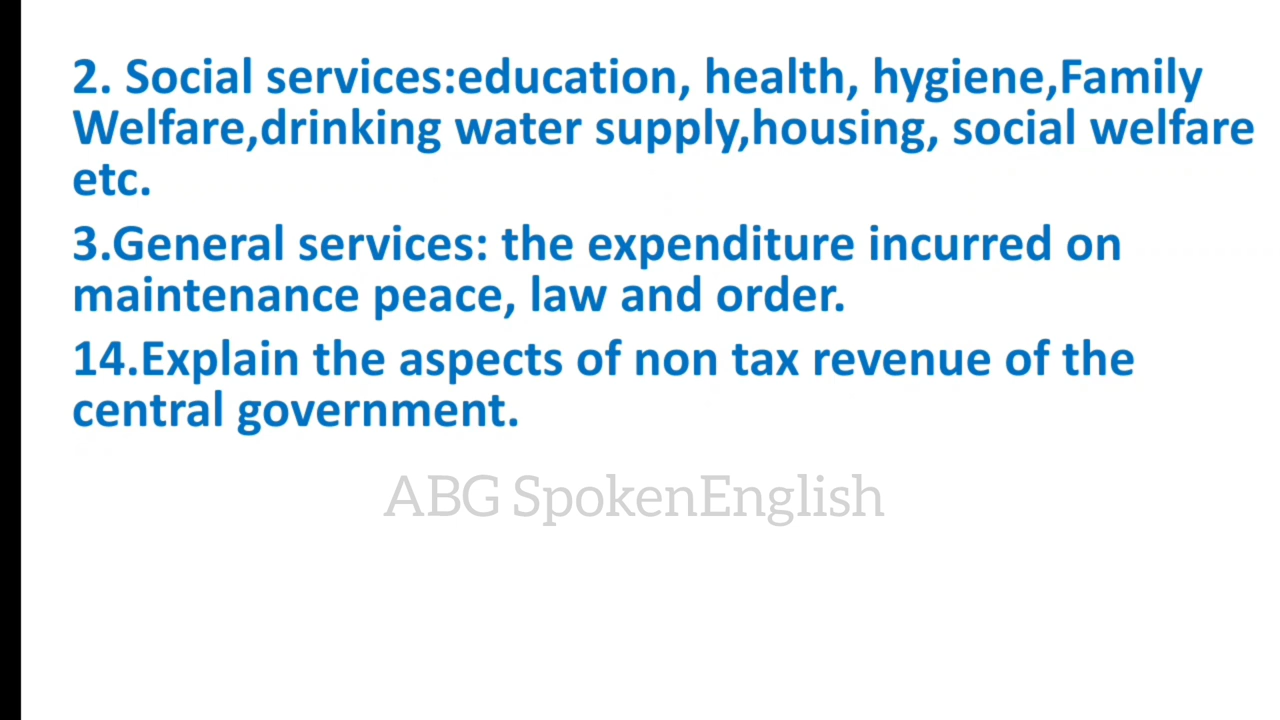 2. Social services:education, health, hygiene,Family
Welfare,drinking water supply,housing, social welfare
etc.
3.General services: the expenditure incurred on
maintenance peace, law and order.
14.Explain the aspects of non tax revenue of the
central government.
ABG SpokenEnglish